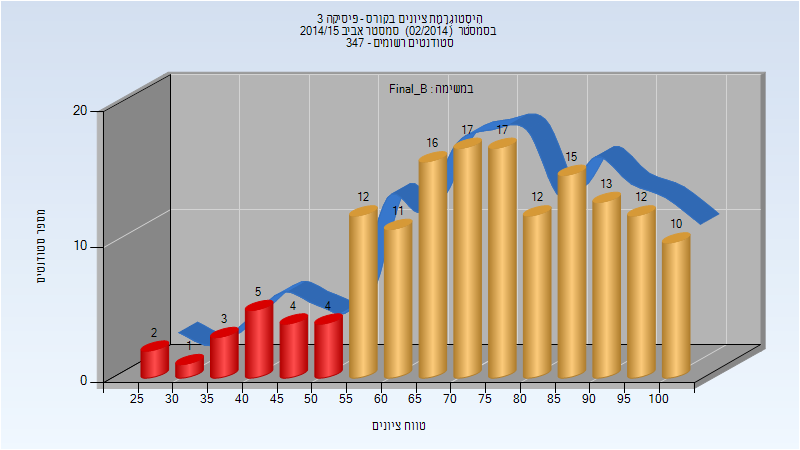 היסטוגרמת ציונים בקורס - פיסיקה 3
בסמסטר (02/2014) סמסטר אביב 2014/15
סטודנטים רשומים - 347
במשימה : Final_B
מספר סטודנטים
20
10
0
2
1
3
5
4
4
12
11
16
17
17
12
15
13
12
10
25 30 35 40 45 50 55 60 65 70 75 80 85 90 95 100
טווח ציונים